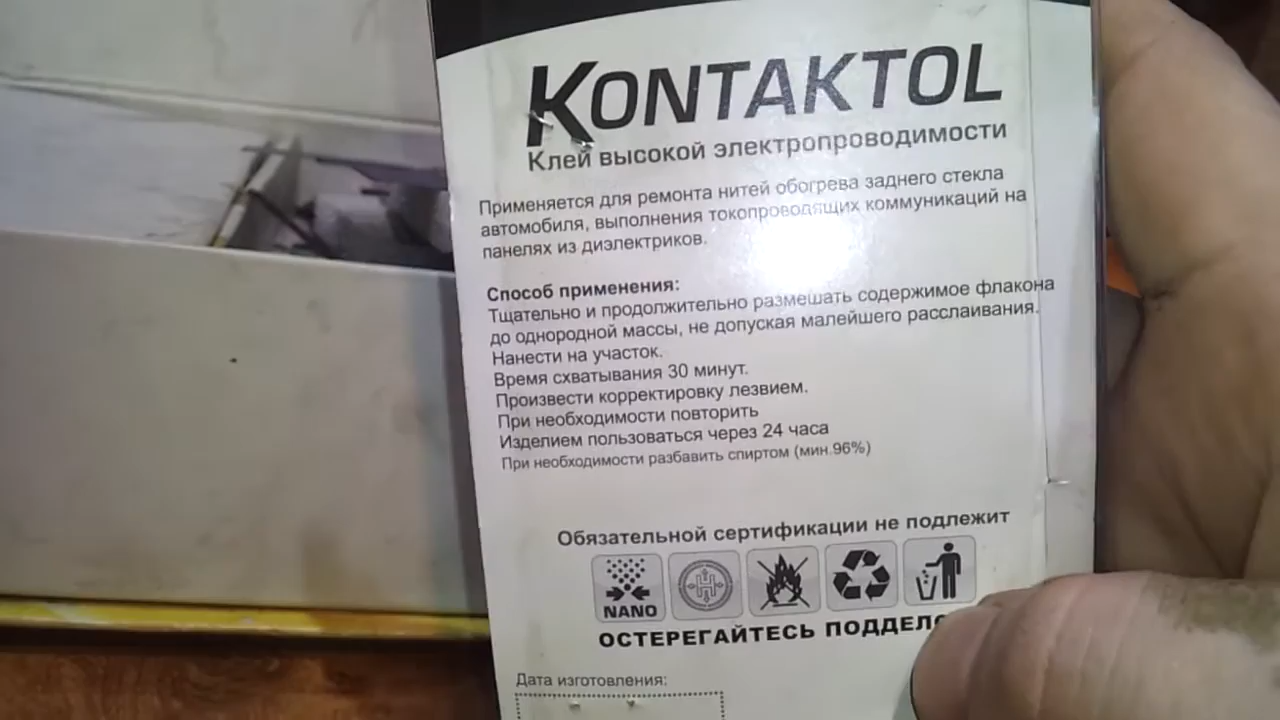 KONTAKTOL
Клей высокой электропроводимости
Применяется для ремонта нитей обогрева заднего стекла
автомобиля, выполнения токопроводящих коммуникаций на
панелях из диэлектриков.
Способ применения:
Тщательно и продолжительно размешать содержимое флакона
до однородной массы, не допуская малейшего расслаивания.
Нанести на участок.
Время схватывания 30 минут.
Произвести корректировку лезвием.
При необходимости повторить
Изделием пользоваться через 24 часа
При необходимости разбавить спиртом (мин.96%)
Обязательной сертификации не подлежит
NANO
ОСТЕРЕГАЙТЕСЬ
Дата изготовления: